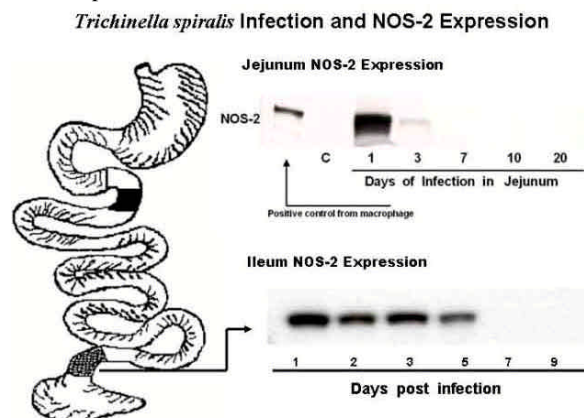 Trichinella spiralis Infection and NOS-2 Expression
Jejunum NOS-2 Expression
NOS-2
C 1 3 7 10 20
Days of Infection in Jejunum
Positive control from macrophage
Ileum NOS-2 Expression
1 2 3 5 7 9
Days post infection